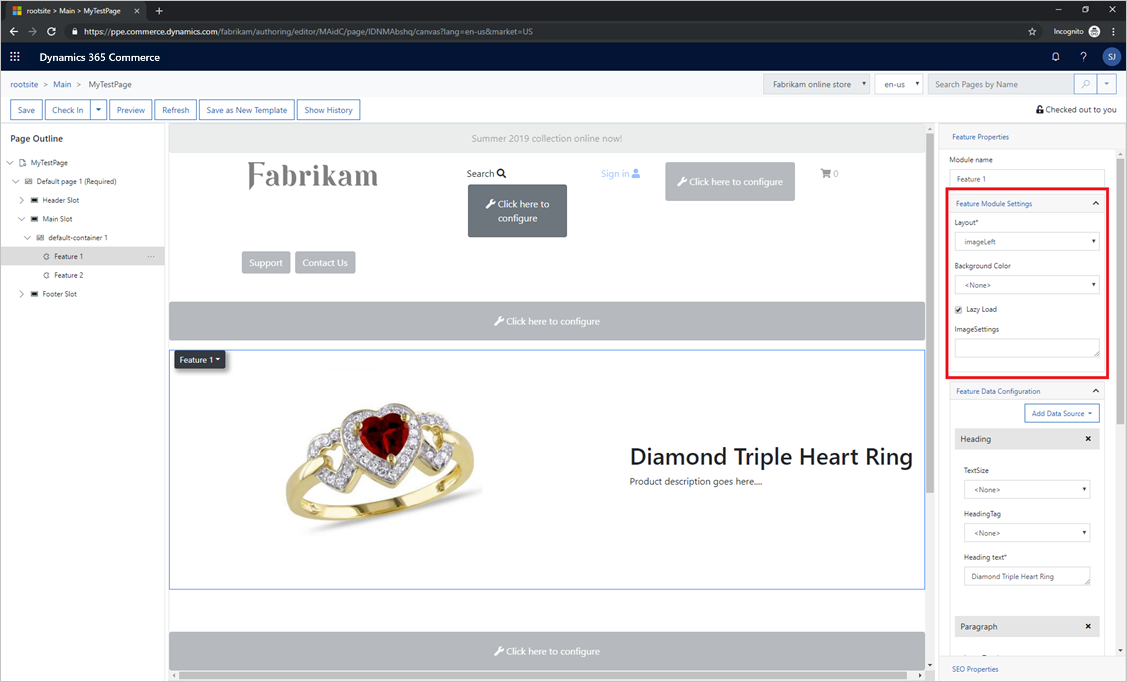 rootsite > Main > MyTestPage
https://ppe.commerce.dynamics.com/fabrikam/authoring/editor/MAidC/page/IDNMAbshq/canvas?lang=en-us&market=US
Incognito
Dynamics 365 Commerce
? SJ
rootsite > Main > MyTestPage
Fabrikam online store
en-us
Search Pages by Name
Save
Check In
Preview
Refresh
Save as New Template
Show History
Checked out to you
Page Outline
MyTestPage
Default page 1 (Required)
Header Slot
Main Slot
default-container 1
Feature 1 ...
Feature 2
Footer Slot
Summer 2019 collection online now!
Fabrikam
Search
Click here to
configure
Sign in
Click here to configure
0
Support
Contact Us
Click here to configure
Feature 1
Diamond Triple Heart Ring
Product description goes here....
Click here to configure
Feature Properties
Module name
Feature 1
Feature Module Settings
Layout*
imageLeft
Background Color
<None>
Lazy Load
ImageSettings
Feature Data Configuration
Add Data Source
Heading
TextSize
<None>
HeadingTag
<None>
Heading text*
Diamond Triple Heart Ring
Paragraph
SEO Properties